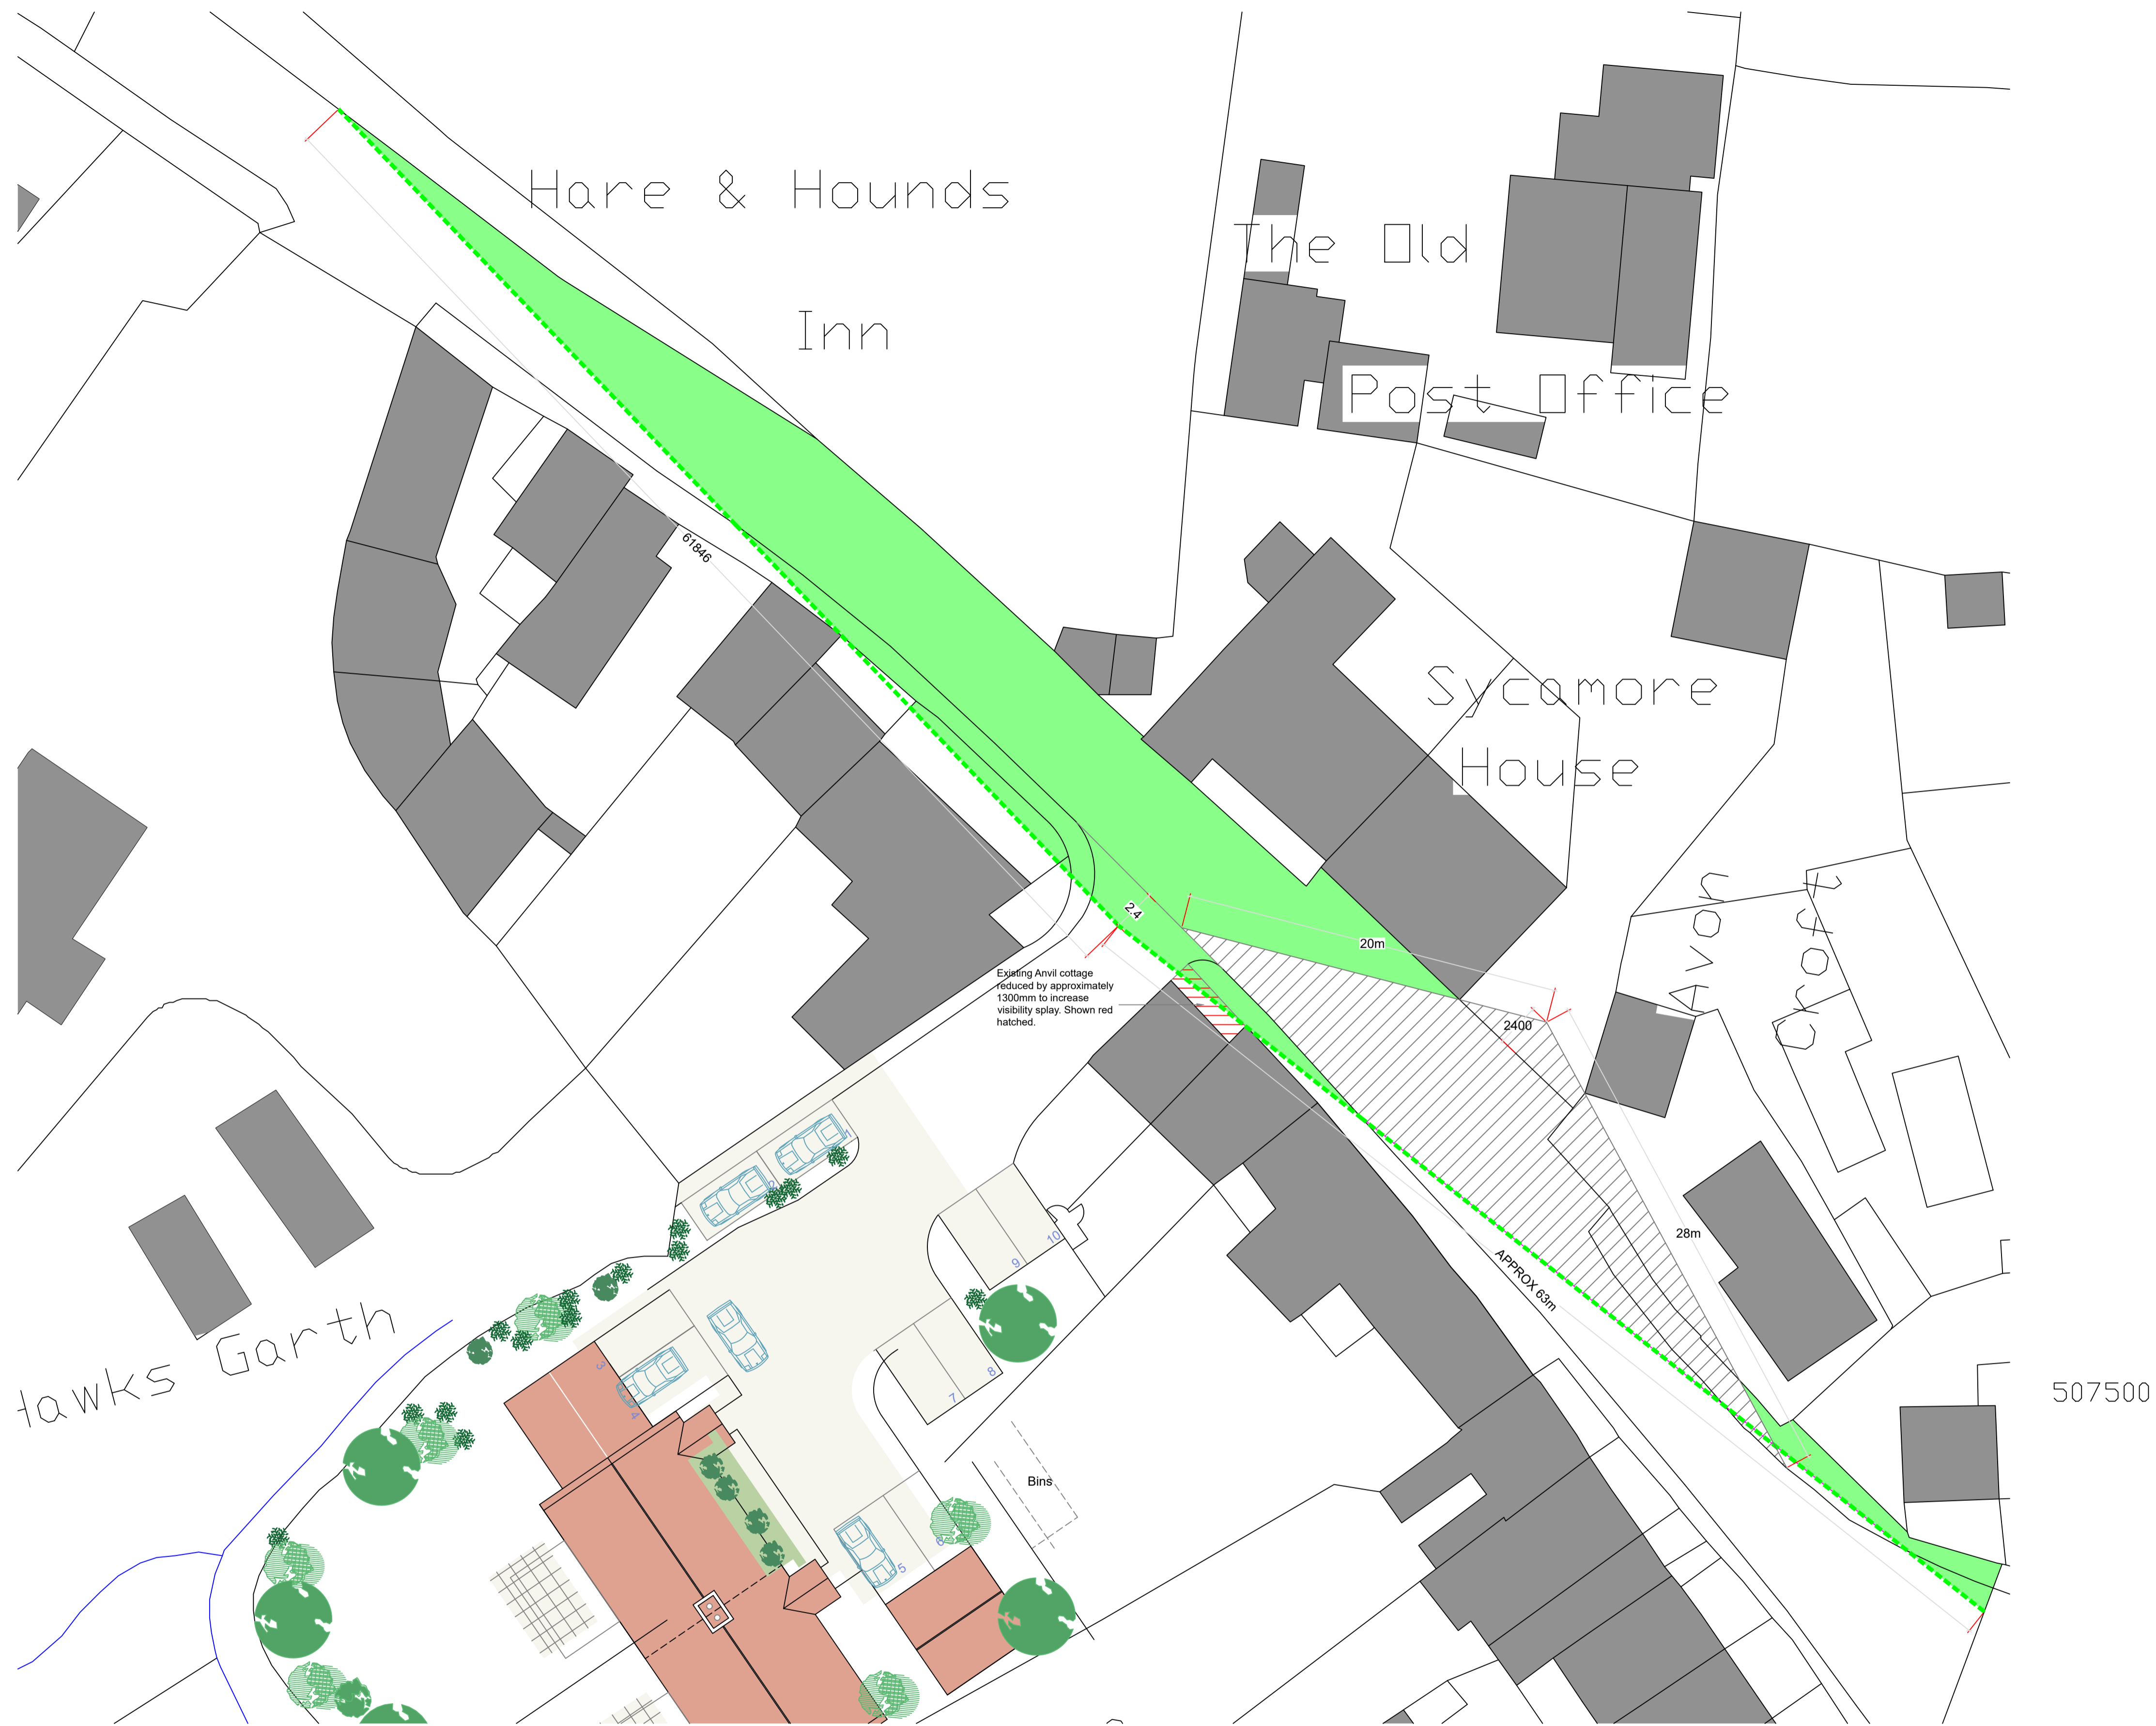 Hare & Hounds
Inn
The Old
Post Office
61846
Sycamore
House
Anvil
Croft
2.4
20m
2400
Existing Anvil cottage
reduced by approximately
1300mm to increase
visibility splay. Shown red
hatched.
28m
APPROX 63m
Hawks Garth
507500
1
2
3
4
5
6
7
8
9
10
Bins